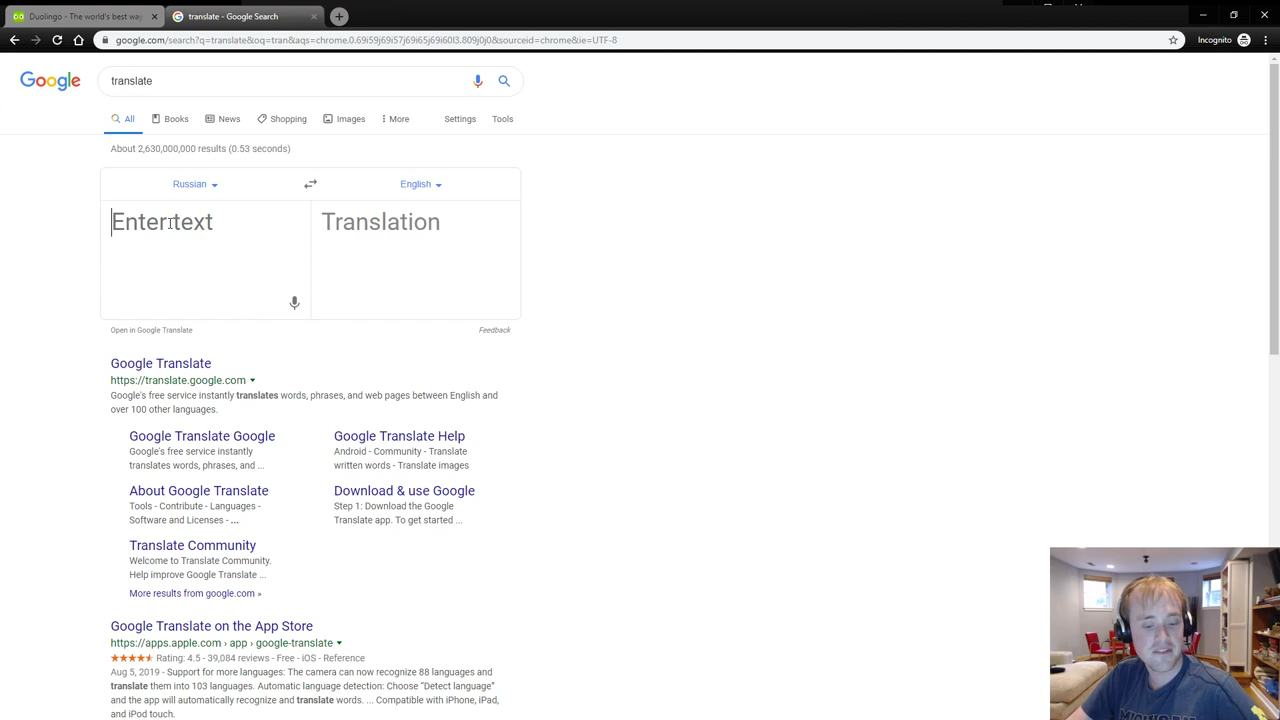 Duolingo - The world's best way
translate - Google Search
google.com/search?q=translate&oq=tran&aqs=chrome.0.69i59j69i57j69i65j69i60l3.809j0j0&sourceid=chrome&ie=UTF-8
Incognito
Google
translate
All Books News Shopping Images More Settings Tools
About 2,630,000,000 results (0.53 seconds)
Russian English
Enter text Translation
Open in Google Translate Feedback
Google Translate
https://translate.google.com
Google's free service instantly translates words, phrases, and web pages between English and
over 100 other languages.
Google Translate Google
Google's free service instantly
translates words, phrases, and ...
Google Translate Help
Android - Community - Translate
written words - Translate images
About Google Translate
Tools - Contribute - Languages -
Software and Licenses - ...
Download & use Google
Step 1: Download the Google
Translate app. To get started ...
Translate Community
Welcome to Translate Community.
Help improve Google Translate ...
More results from google.com »
Google Translate on the App Store
https://apps.apple.com › app › google-translate
Rating: 4.5 - 39,084 reviews - Free - iOS - Reference
Aug 5, 2019 - Support for more languages: The camera can now recognize 88 languages and
translate them into 103 languages. Automatic language detection: Choose “Detect language”
and the app will automatically recognize and translate words. ... Compatible with iPhone, iPad,
and iPod touch.